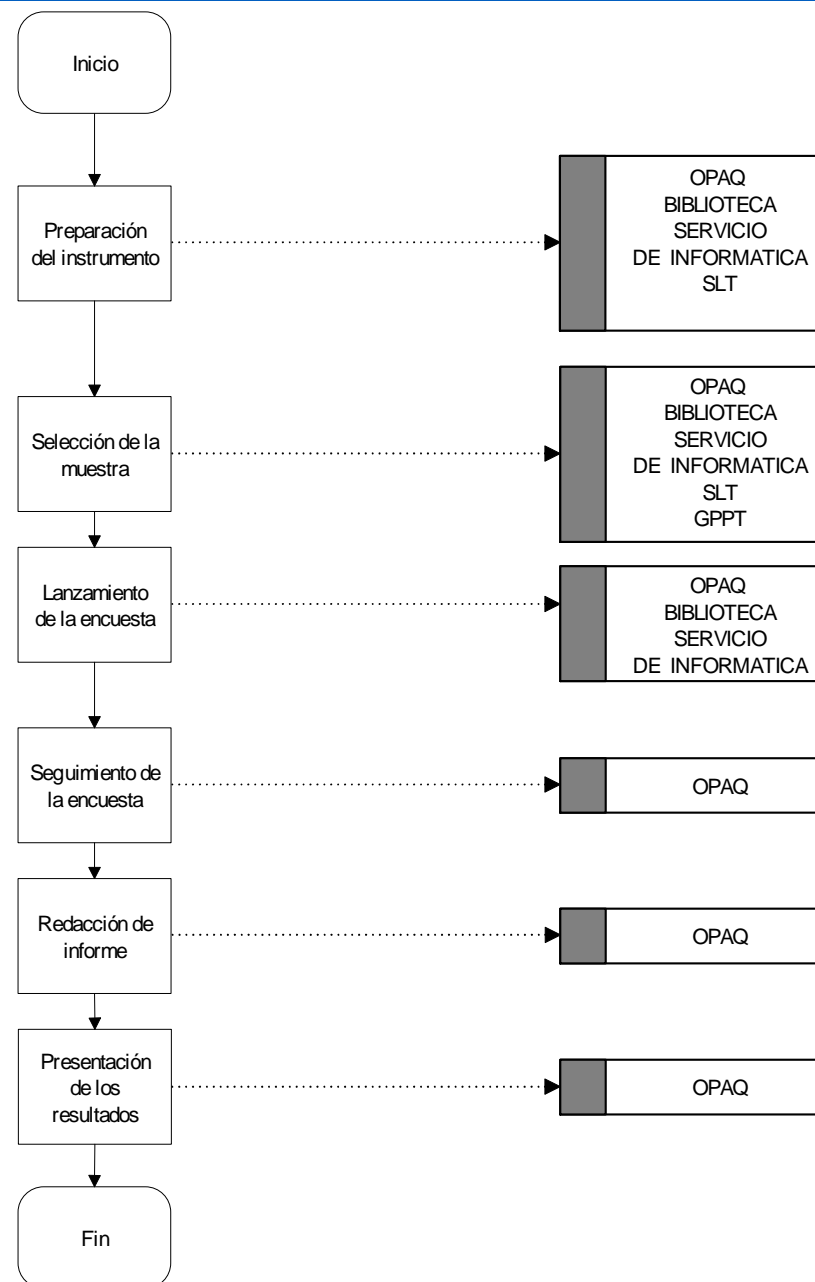 Inicio
Preparación
del instrumento
OPAQ
BIBLIOTECA
SERVICIO
DE INFORMATICA
SLT
Selección de la
muestra
OPAQ
BIBLIOTECA
SERVICIO
DE INFORMATICA
SLT
GPPT
Lanzamiento
de la encuesta
OPAQ
BIBLIOTECA
SERVICIO
DE INFORMATICA
Seguimiento de
la encuesta
OPAQ
Redacción de
informe
OPAQ
Presentación
de los
resultados
OPAQ
Fin